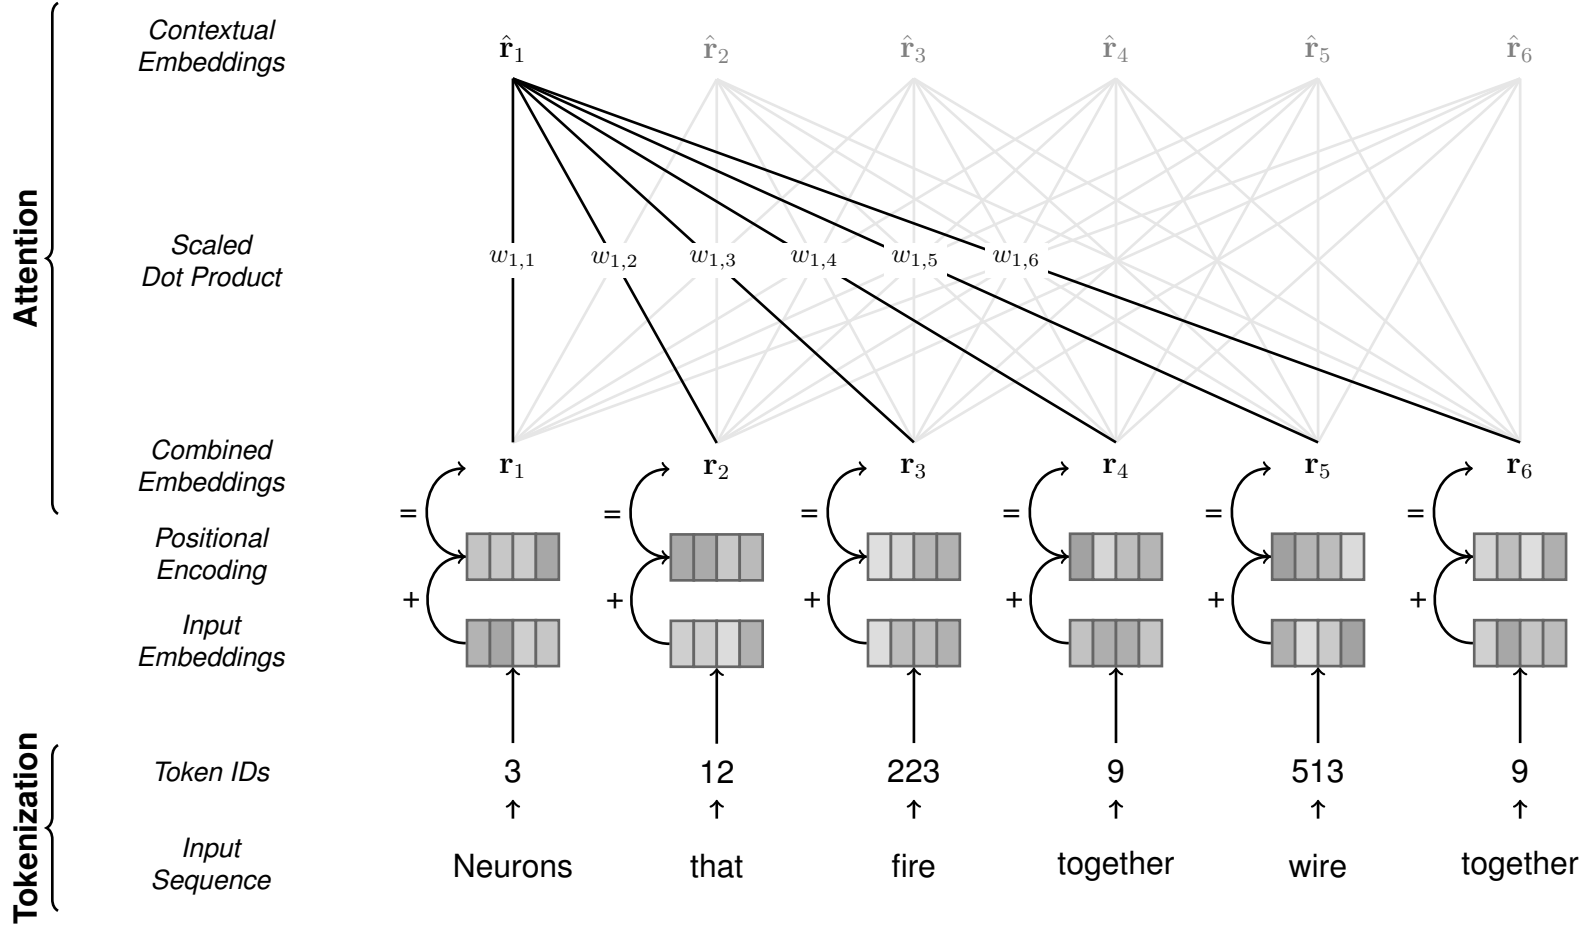 Contextual
Embeddings
r̂1 r̂2 r̂3 r̂4 r̂5 r̂6
Attention
Scaled
Dot Product
w1,1 w1,2 w1,3 w1,4 w1,5 w1,6
Combined
Embeddings
r1 r2 r3 r4 r5 r6
= = = = = =
Positional
Encoding
+ + + + + +
Input
Embeddings
Tokenization
Token IDs
3 12 223 9 513 9
Input
Sequence
Neurons that fire together wire together